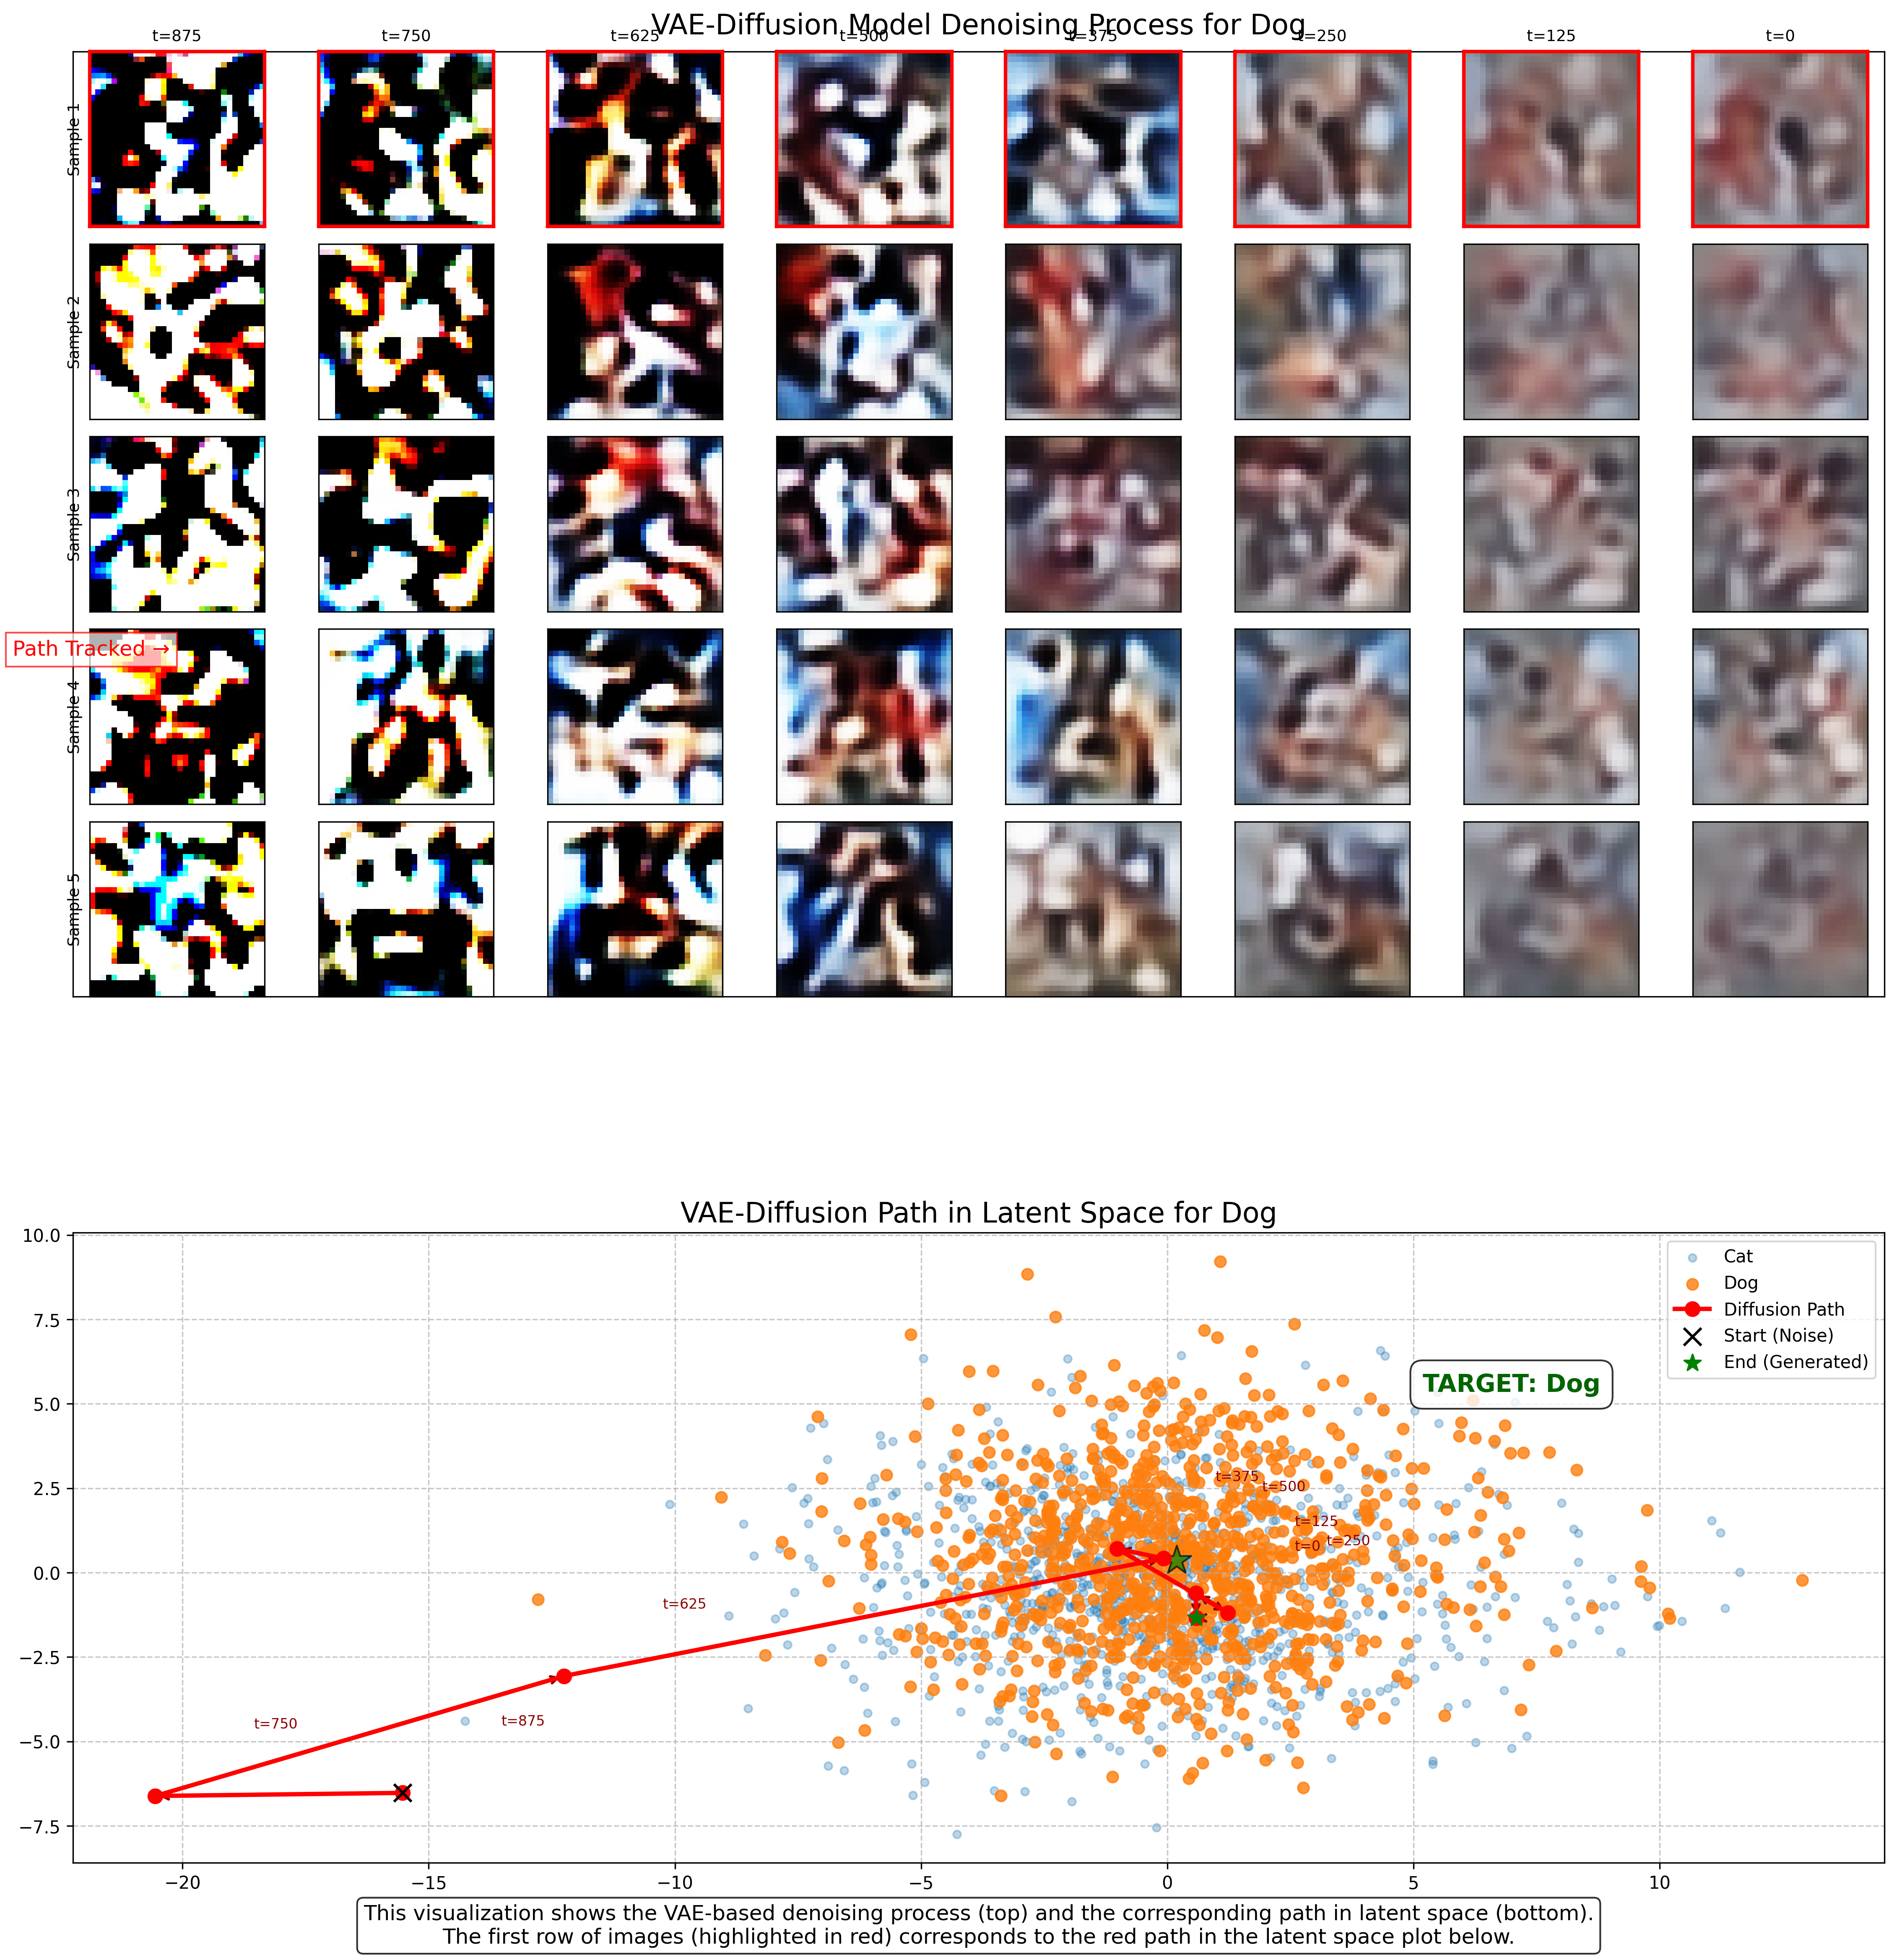 VAE-Diffusion Model Denoising Process for Dog
t=875 t=750 t=625 t=500 t=375 t=250 t=125 t=0
Sample 1
Sample 2
Sample 3
Path Tracked →
Sample 4
Sample 5
VAE-Diffusion Path in Latent Space for Dog
10.0
7.5
5.0
2.5
0.0
−2.5
−5.0
−7.5
Cat
Dog
Diffusion Path
Start (Noise)
End (Generated)
TARGET: Dog
t=375
t=500
t=125
t=250
t=0
t=625
t=875
t=750
−20 −15 −10 −5 0 5 10
This visualization shows the VAE-based denoising process (top) and the corresponding path in latent space (bottom).
The first row of images (highlighted in red) corresponds to the red path in the latent space plot below.